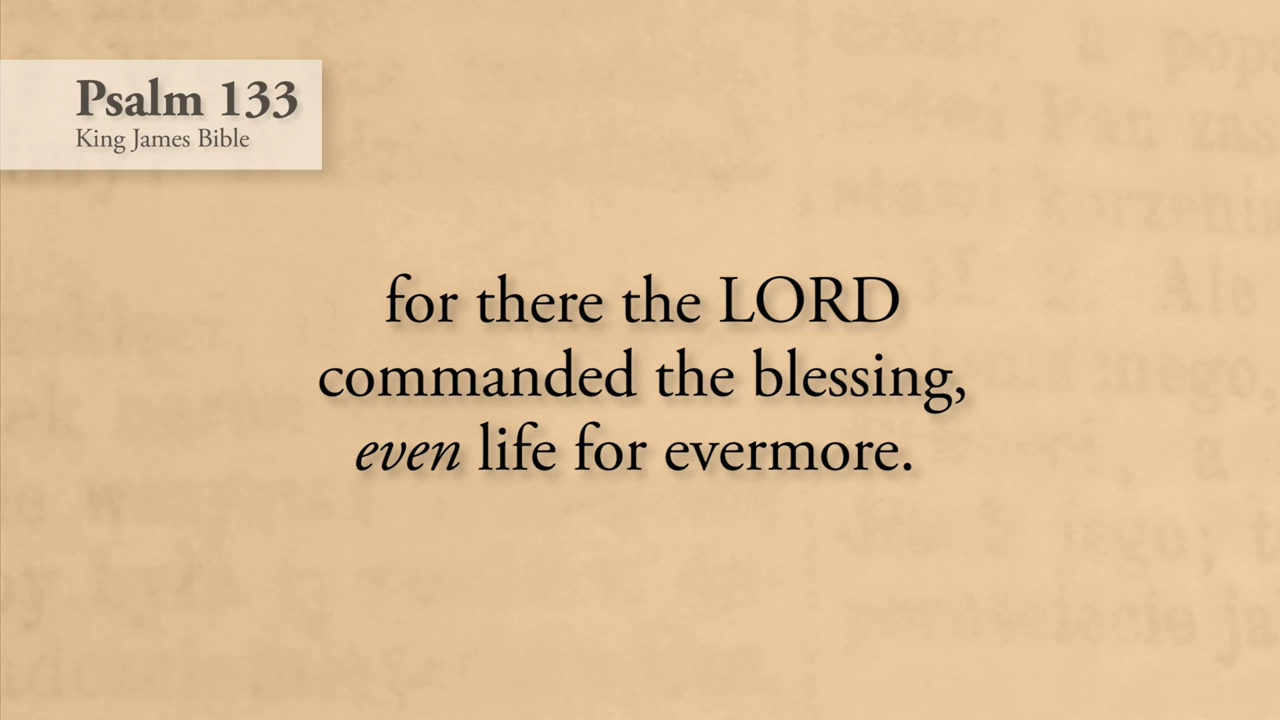 Psalm 133
King James Bible
for there the LORD
commanded the blessing,
even life for evermore.